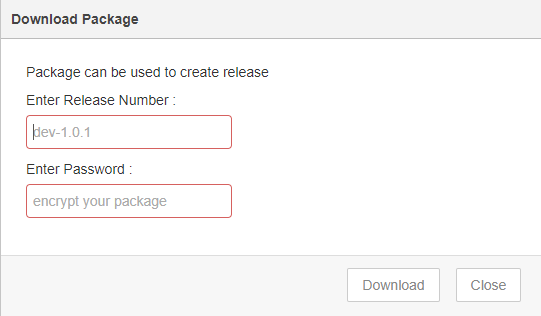 Download Package
Package can be used to create release
Enter Release Number :
dev-1.0.1
Enter Password :
encrypt your package
Download Close